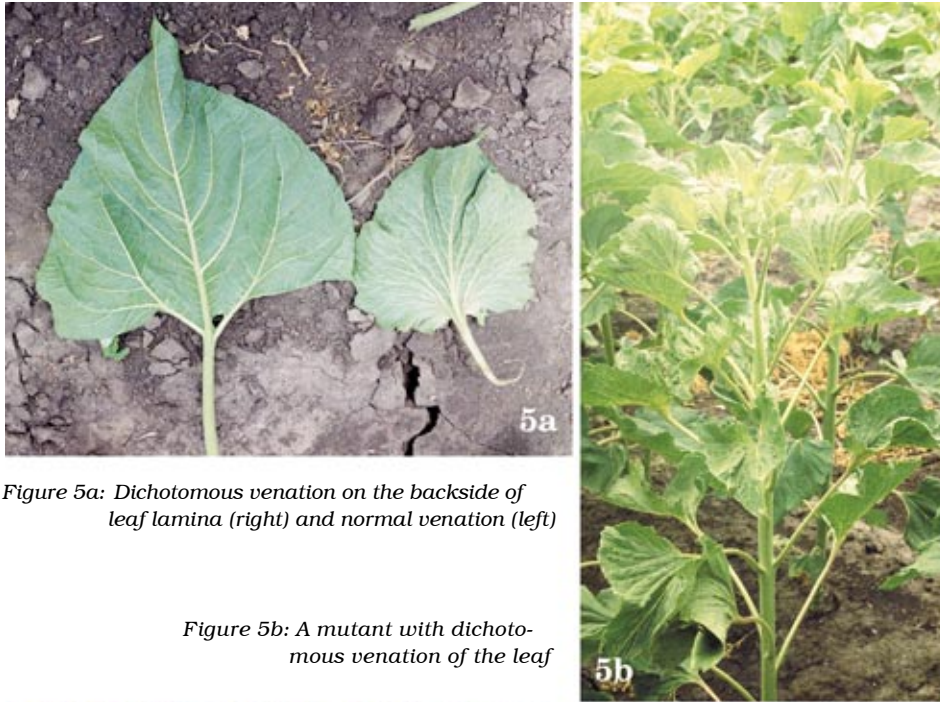 5a
Figure 5a: Dichotomous venation on the backside of
leaf lamina (right) and normal venation (left)
Figure 5b: A mutant with dichoto-
mous venation of the leaf
5b